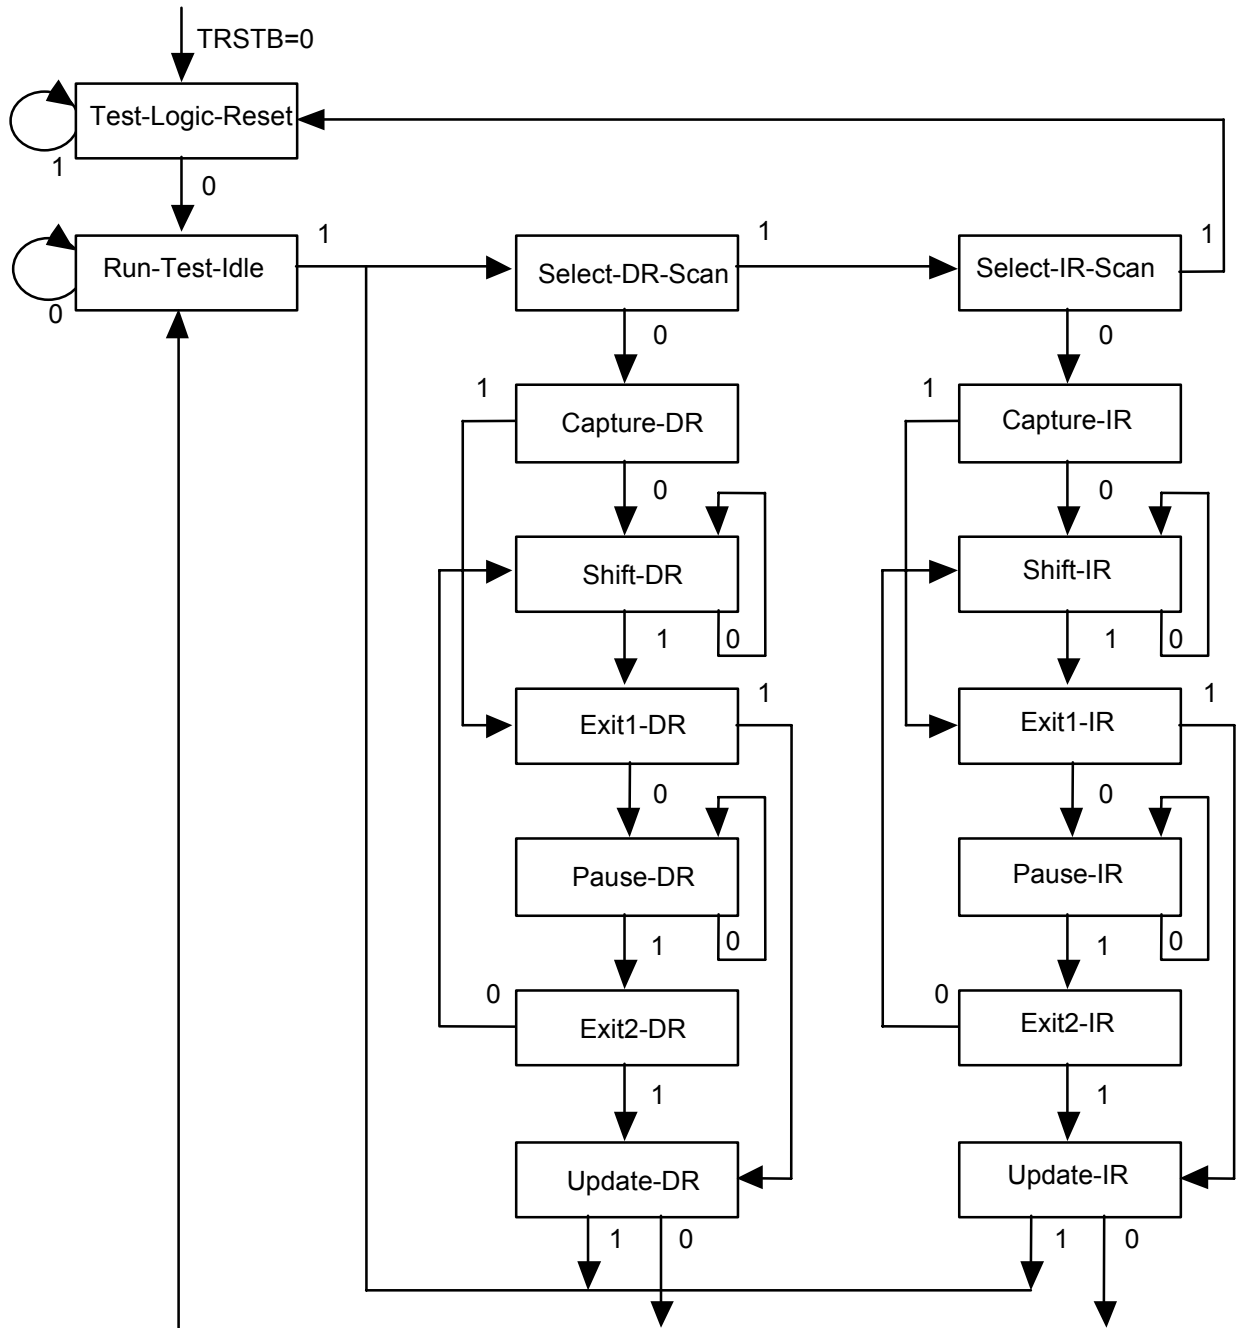 TRSTB=0
Test-Logic-Reset
1
0
Run-Test-Idle
0
1
Select-DR-Scan
1
Select-IR-Scan
1
0
0
1
Capture-DR
1
Capture-IR
0
0
Shift-DR
Shift-IR
1
0
1
0
Exit1-DR
1
Exit1-IR
1
0
0
Pause-DR
Pause-IR
1
0
1
0
0
Exit2-DR
0
Exit2-IR
1
1
Update-DR
Update-IR
1
0
1
0